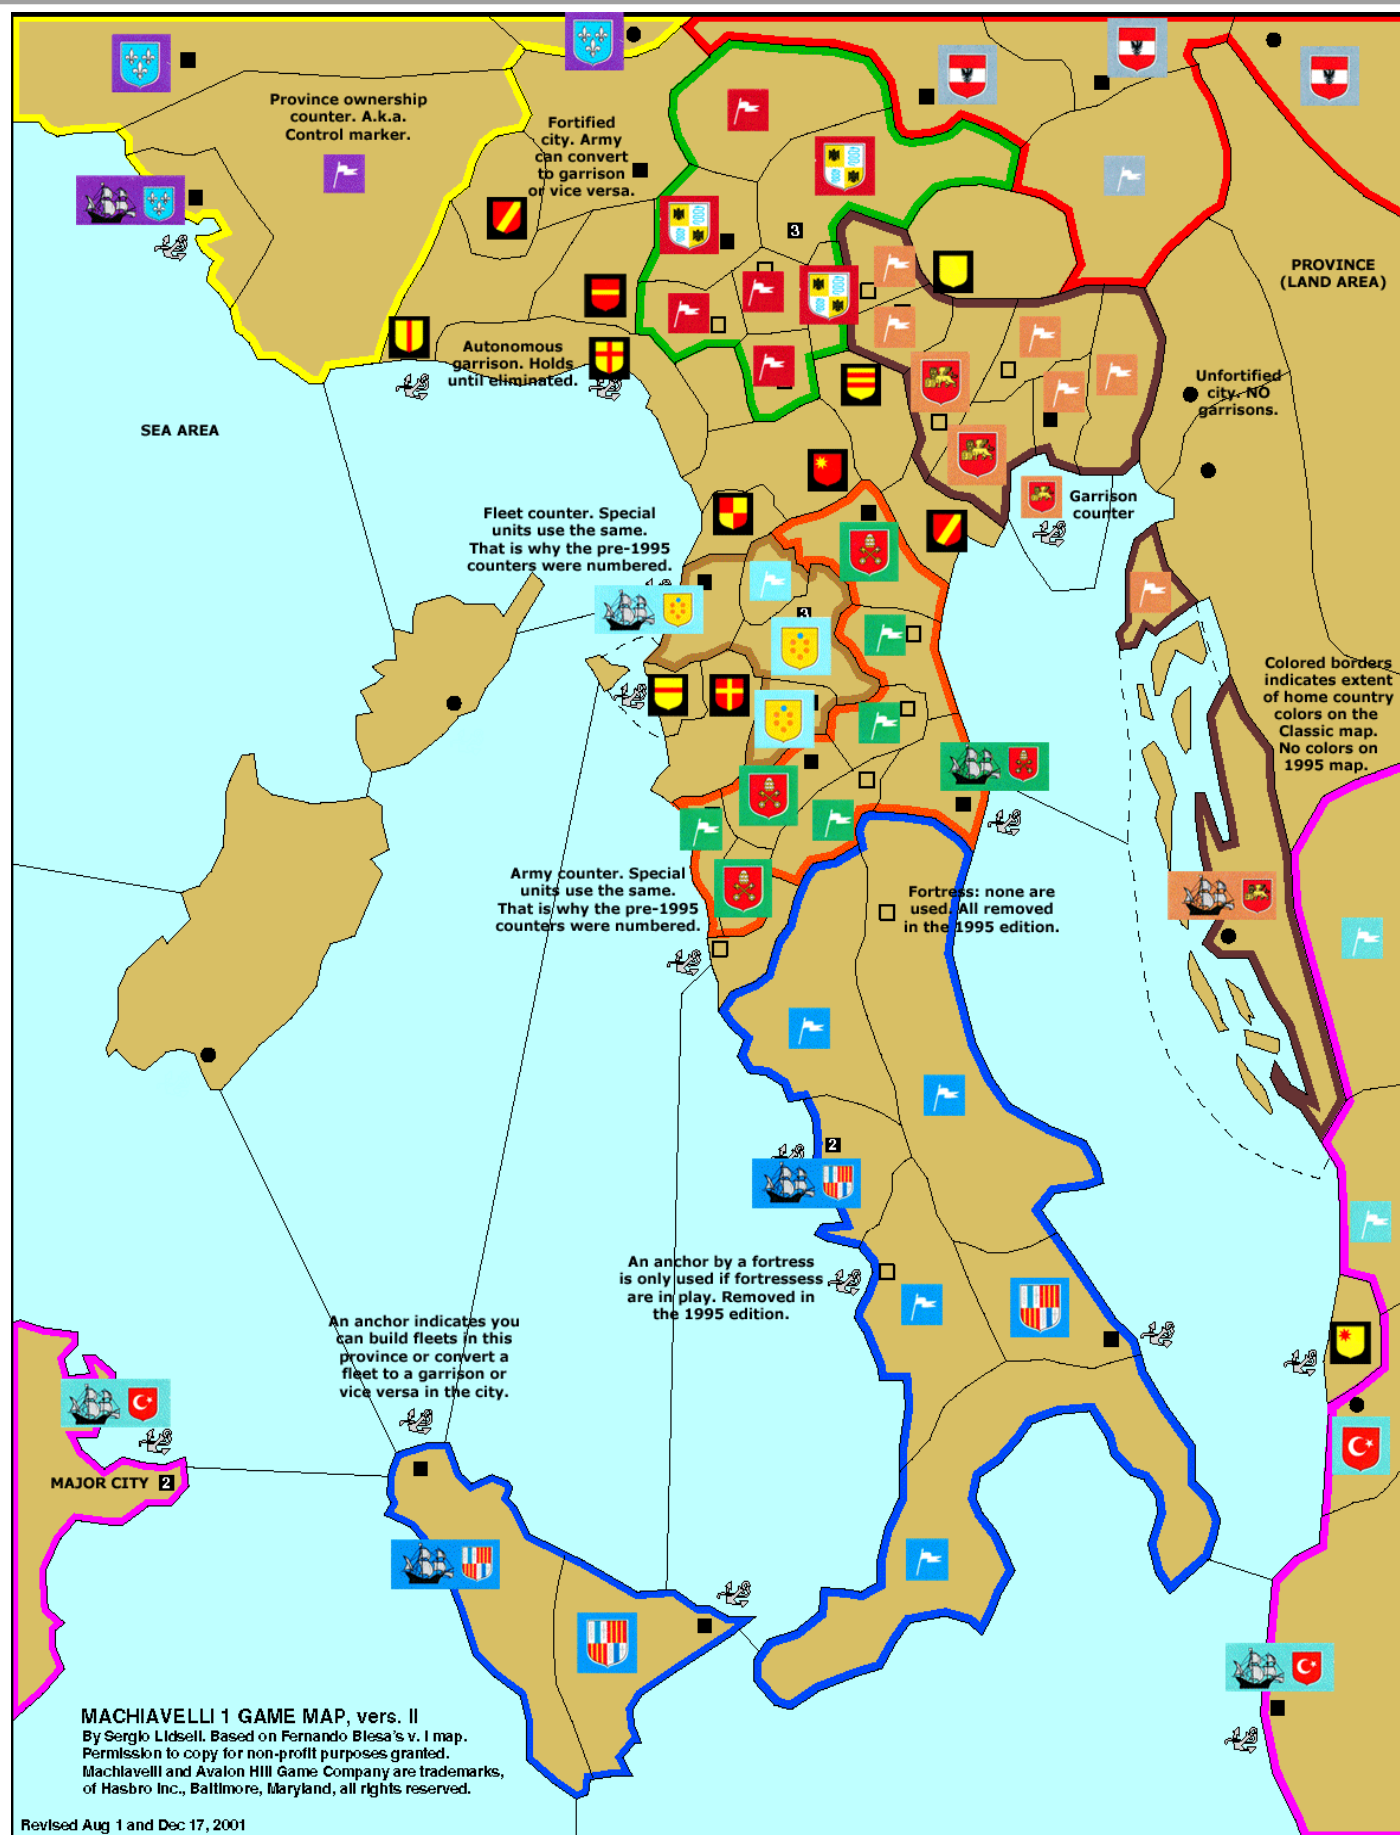 Province ownership
counter. A.k.a.
Control marker.
Fortified
city. Army
can convert
to garrison
or vice versa.
3
PROVINCE
(LAND AREA)
Autonomous
garrison. Holds
until eliminated.
Unfortified
city. NO
garrisons.
SEA AREA
Garrison
counter
Fleet counter. Special
units use the same.
That is why the pre-1995
counters were numbered.
3
Colored borders
indicates extent
of home country
colors on the
Classic map.
No colors on
1995 map.
Army counter. Special
units use the same.
That is why the pre-1995
counters were numbered.
Fortress: none are
used. All removed
in the 1995 edition.
2
An anchor by a fortress
is only used if fortressess
are in play. Removed in
the 1995 edition.
An anchor indicates you
can build fleets in this
province or convert a
fleet to a garrison or
vice versa in the city.
MAJOR CITY 2
MACHIAVELLI 1 GAME MAP, vers. II
By Sergio Lidsell. Based on Fernando Blesa's v. I map.
Permission to copy for non-profit purposes granted.
Machiavelli and Avalon Hill Game Company are trademarks,
of Hasbro Inc., Baltimore, Maryland, all rights reserved.
Revised Aug 1 and Dec 17, 2001